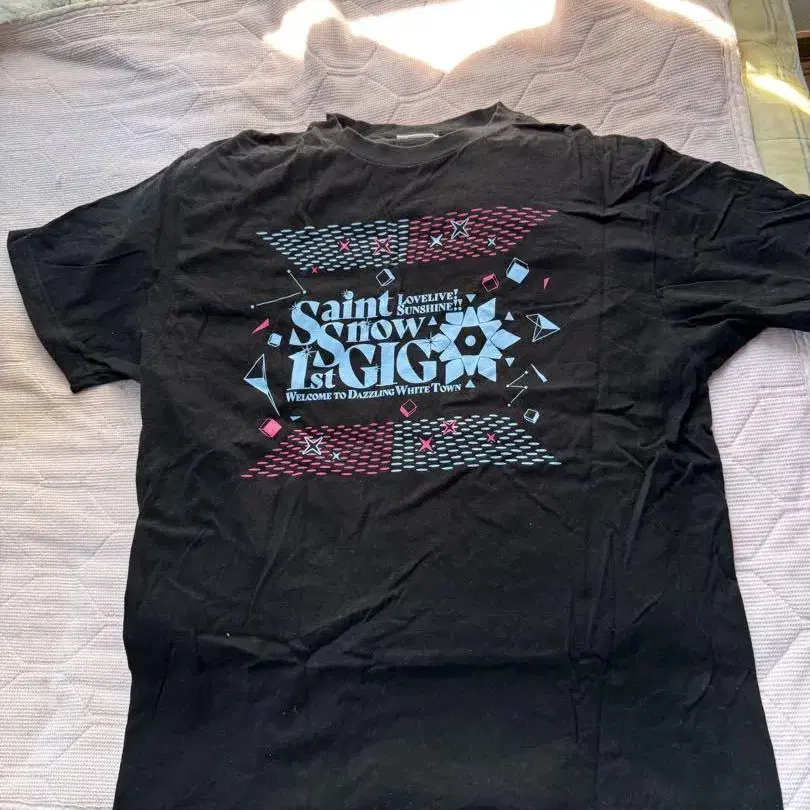 Saint
LOVELIVE!
SUNSHINE!!
Snow
1st GIG
WELCOME TO DAZZLING WHITE TOWN